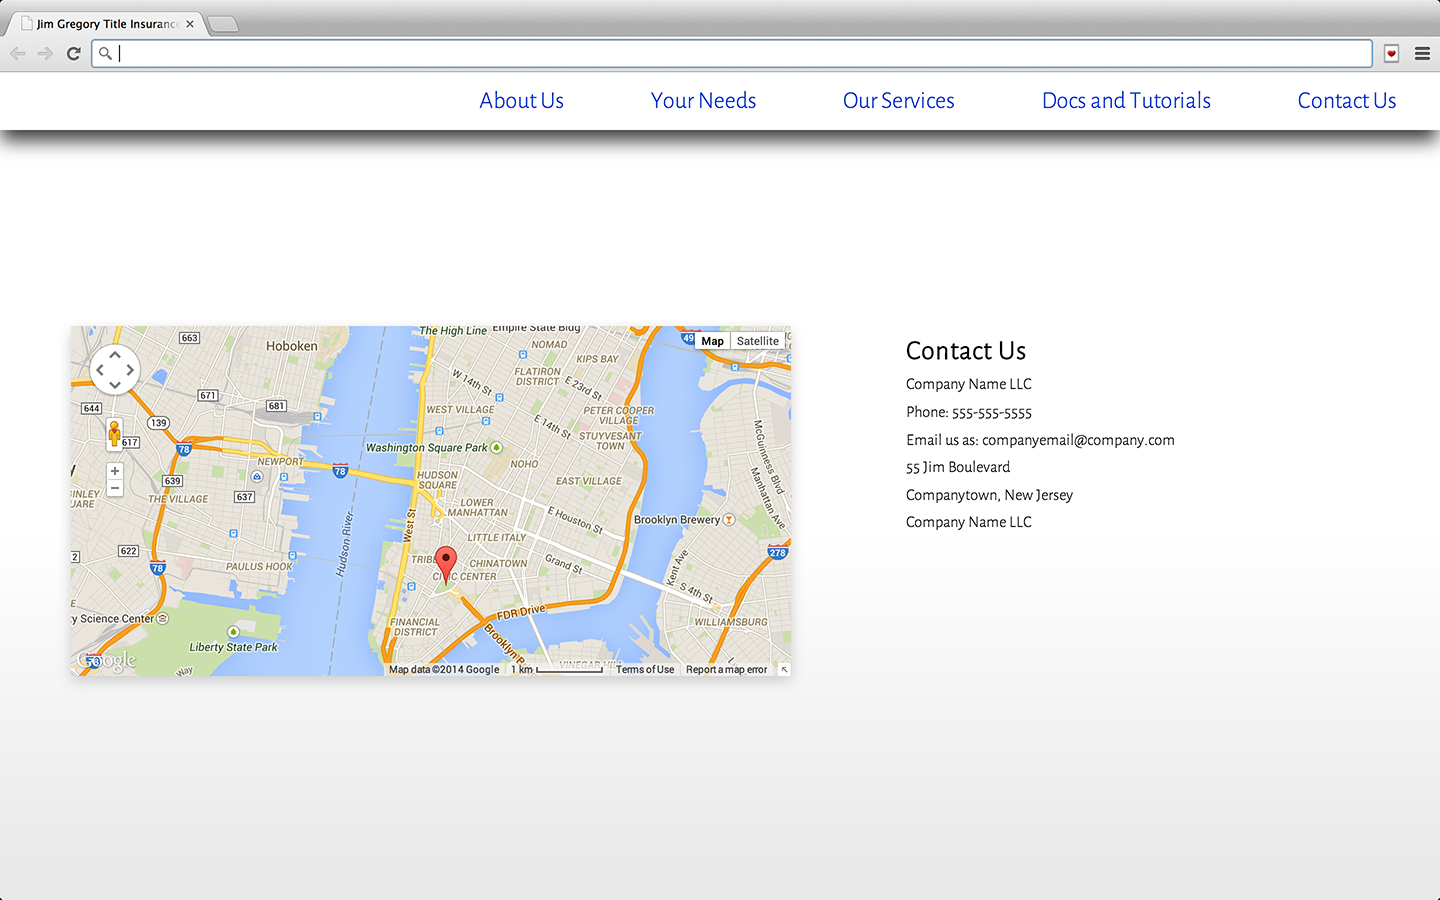 Jim Gregory Title Insurance
About Us
Your Needs
Our Services
Docs and Tutorials
Contact Us
The High Line
Empire State Bldg
Map
Satellite
663
Hoboken
NOMAD
KIPS BAY
FLATIRON
DISTRICT
W 14th St
E 23rd St
671
681
644
139
617
WEST VILLAGE
PETER COOPER
VILLAGE
E 14th St
STUYVESANT
TOWN
McGuinness Blvd
78
Washington Square Park
NEWPORT
78
NOHO
Manhattan Ave
639
HUDSON
SQUARE
EAST VILLAGE
THE VILLAGE
637
LOWER
MANHATTAN
E Houston St
Brooklyn Brewery
Hudson River
West St
LITTLE ITALY
622
278
PAULUS HOOK
78
CHINATOWN
Grand St
Kent Ave
CIVIC CENTER
S 4th St
FDR Drive
y Science Center
FINANCIAL
DISTRICT
WILLIAMSBURG
Liberty State Park
Google
Way
VINEGAR HILL
Map data ©2014 Google
1 km
Terms of Use
Report a map error
Contact Us
Company Name LLC
Phone: 555-555-5555
Email us as: companyemail@company.com
55 Jim Boulevard
Companytown, New Jersey
Company Name LLC